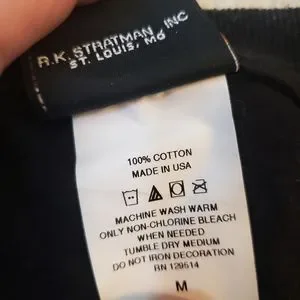 R.K. STRATMAN INC
ST. LOUIS, MO
100% COTTON
MADE IN USA
MACHINE WASH WARM
ONLY NON-CHLORINE BLEACH
WHEN NEEDED
TUMBLE DRY MEDIUM
DO NOT IRON DECORATION
RN 129514
M